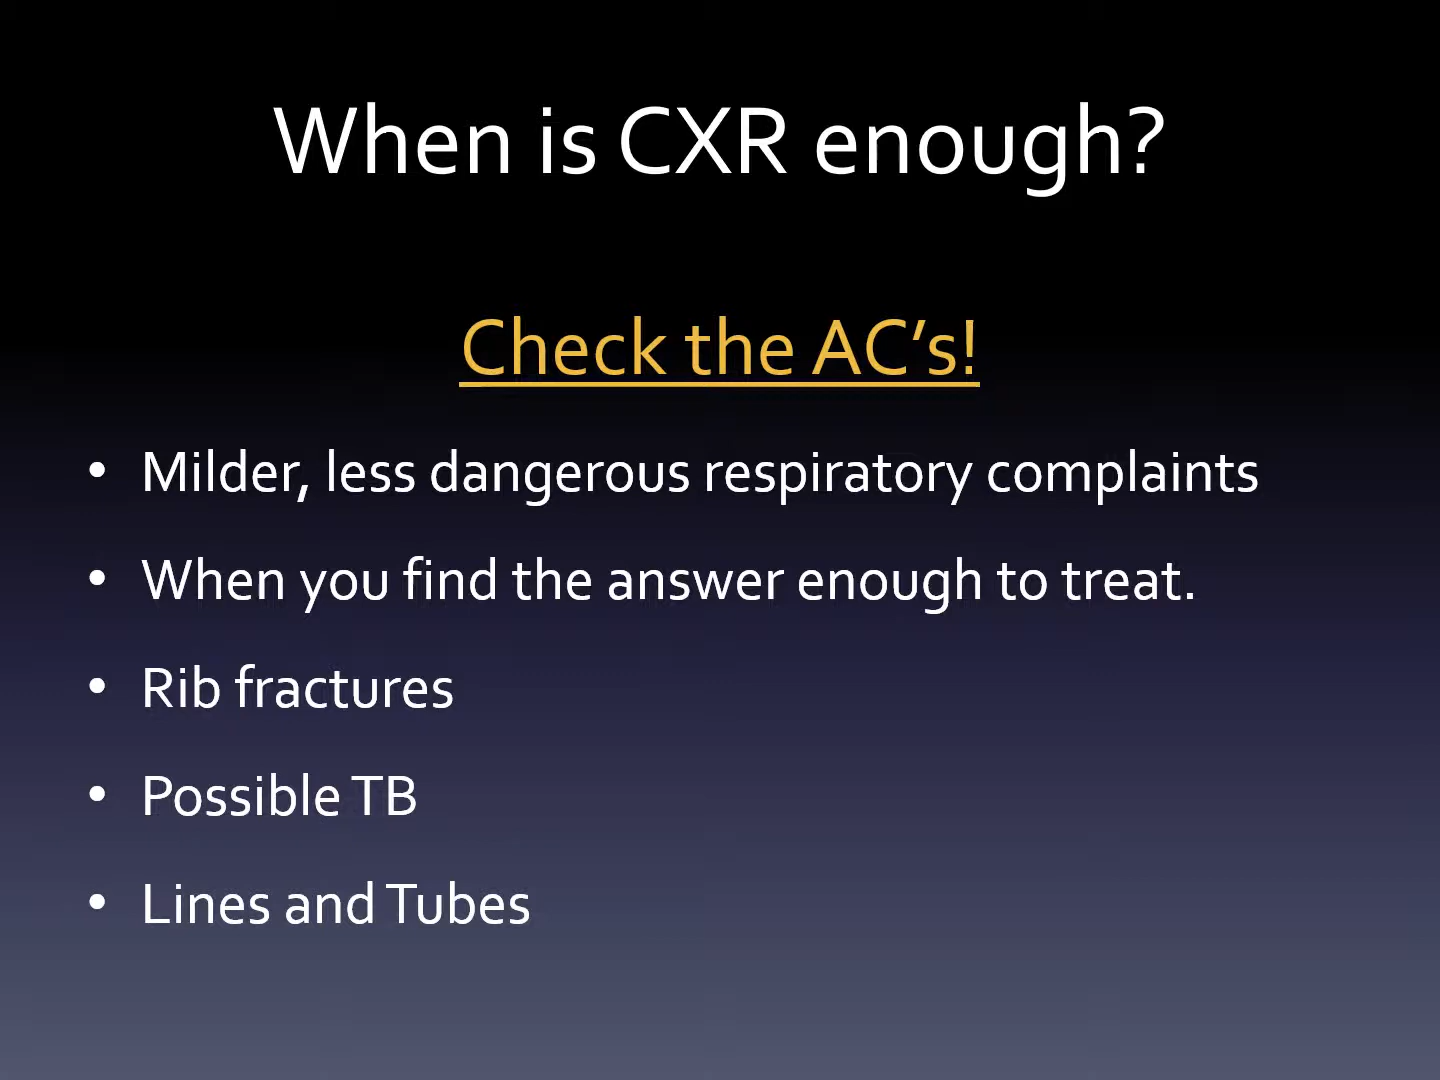 When is CXR enough?
Check the AC’s!
• Milder, less dangerous respiratory complaints
• When you find the answer enough to treat.
• Rib fractures
• Possible TB
• Lines and Tubes